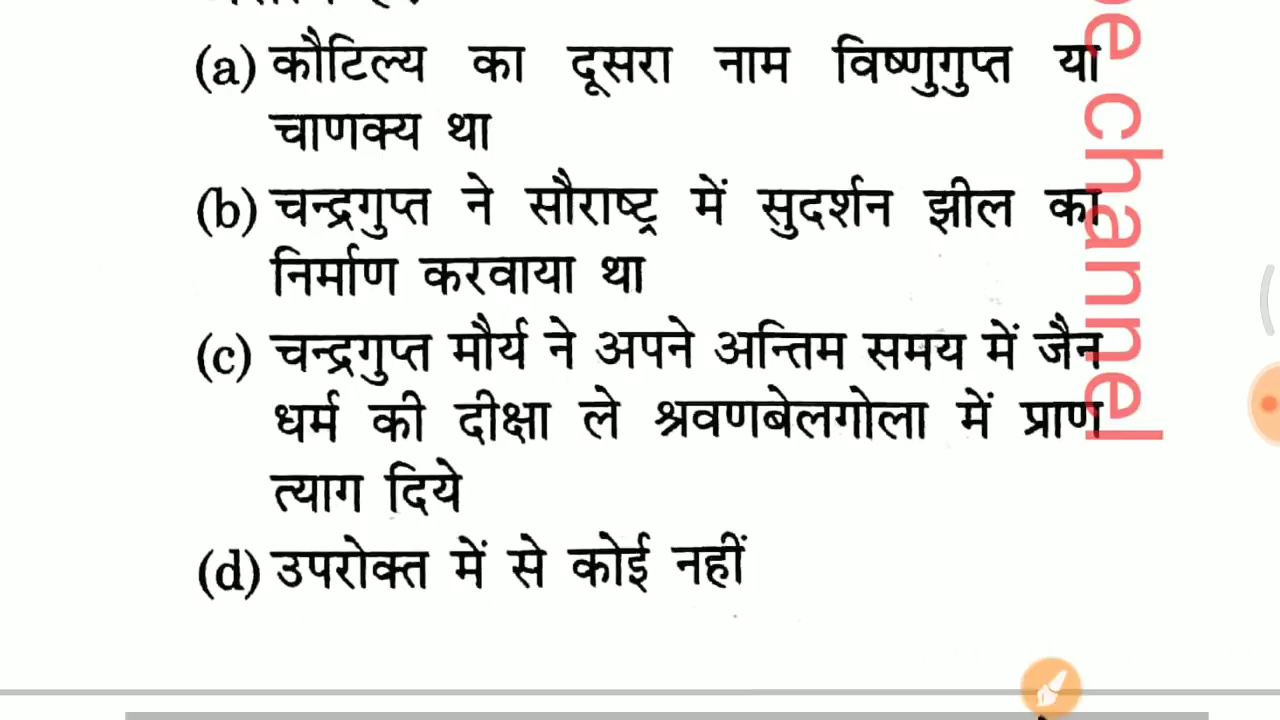 (a) कौटिल्य का दूसरा नाम विष्णुगुप्त या
चाणक्य था
(b) चन्द्रगुप्त ने सौराष्ट्र में सुदर्शन झील का
निर्माण करवाया था
(c) चन्द्रगुप्त मौर्य ने अपने अन्तिम समय में जैन
धर्म की दीक्षा ले श्रवणबेलगोला में प्राण
त्याग दिये
(d) उपरोक्त में से कोई नहीं
channel